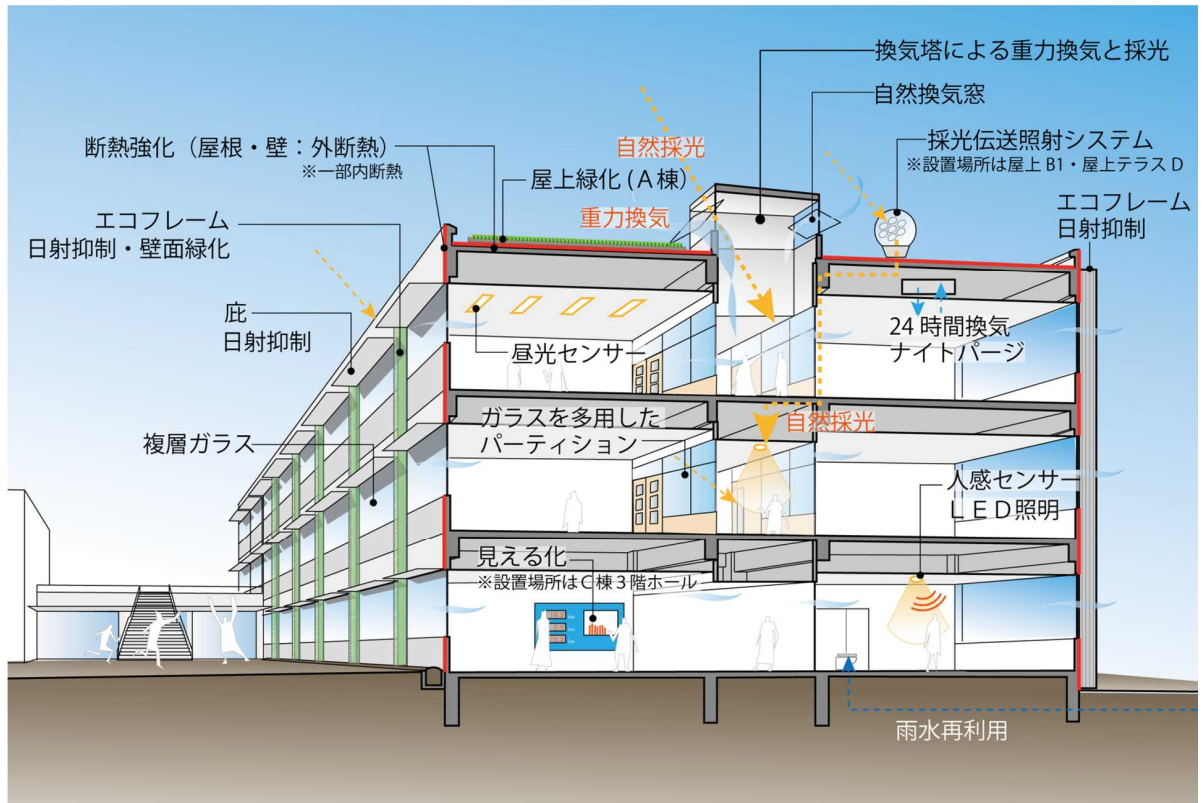 換気塔による重力換気と採光
自然換気窓
採光伝送照射システム
※設置場所は屋上 B1・屋上テラス D
断熱強化（屋根・壁：外断熱）
※一部内断熱
自然採光
屋上緑化 (A 棟)
重力換気
エコフレーム
日射抑制・壁面緑化
エコフレーム
日射抑制
庇
日射抑制
昼光センサー
24 時間換気
ナイトパージ
複層ガラス
ガラスを多用した
パーティション
自然採光
人感センサー
ＬＥＤ照明
見える化
※設置場所はＣ棟３階ホール
雨水再利用